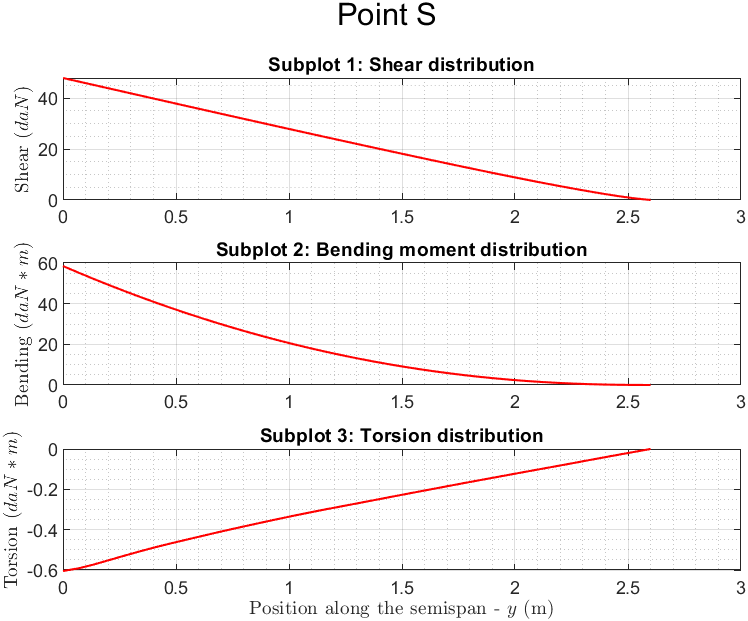 Point S
Subplot 1: Shear distribution
Shear (daN)
40
20
0
0 0.5 1 1.5 2 2.5 3
Subplot 2: Bending moment distribution
Bending (daN * m)
60
40
20
0
0 0.5 1 1.5 2 2.5 3
Subplot 3: Torsion distribution
Torsion (daN * m)
0
-0.2
-0.4
-0.6
0 0.5 1 1.5 2 2.5 3
Position along the semispan - y (m)